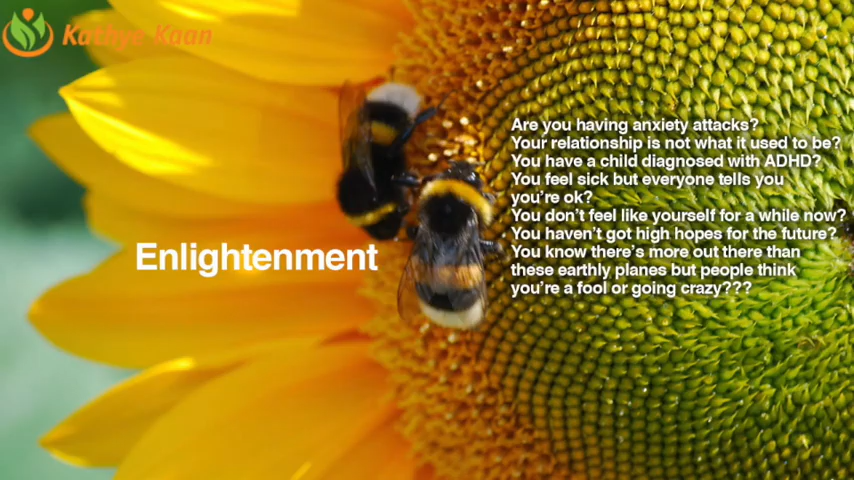 Kathye Kaan
Enlightenment
Are you having anxiety attacks?
Your relationship is not what it used to be?
You have a child diagnosed with ADHD?
You feel sick but everyone tells you
you're ok?
You don't feel like yourself for a while now?
You haven't got high hopes for the future?
You know there's more out there than
these earthly planes but people think
you're a fool or going crazy???